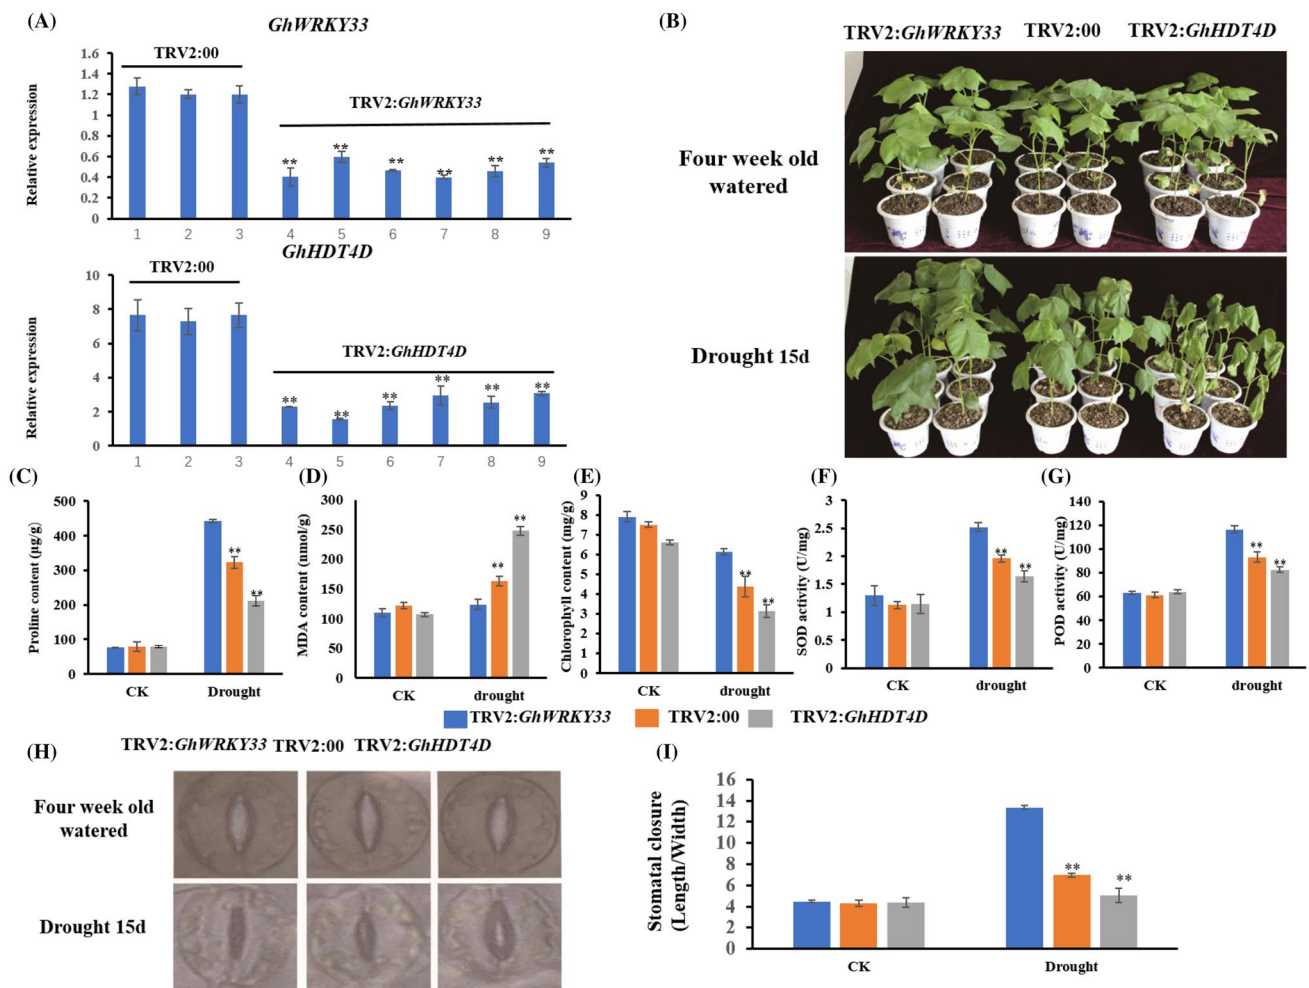 (A)
GhWRKY33
TRV2:00
TRV2:GhWRKY33
Relative expression
1.6
1.4
1.2
1
0.8
0.6
0.4
0.2
0
** ** ** ** ** **
1 2 3 4 5 6 7 8 9
GhHDT4D
TRV2:00
TRV2:GhHDT4D
Relative expression
10
8
6
4
2
0
** ** ** ** ** **
1 2 3 4 5 6 7 8 9
(B)
TRV2:GhWRKY33 TRV2:00 TRV2:GhHDT4D
Four week old
watered
Drought 15d
(C)
Proline content (μg/g)
500
400
300
200
100
0
** **
CK Drought
(D)
MDA content (nmol/g)
300
250
200
150
100
50
0
** **
CK drought
(E)
Chlorophyll content (mg/g)
9
8
7
6
5
4
3
2
1
0
** **
CK drought
(F)
SOD activity (U/mg)
3
2.5
2
1.5
1
0.5
0
** **
CK drought
(G)
POD activity (U/mg)
140
120
100
80
60
40
20
0
** **
CK drought
TRV2:GhWRKY33 TRV2:00 TRV2:GhHDT4D
(H)
TRV2:GhWRKY33 TRV2:00 TRV2:GhHDT4D
Four week old
watered
Drought 15d
(I)
Stomatal closure
(Length/Width)
16
14
12
10
8
6
4
2
0
** **
CK Drought